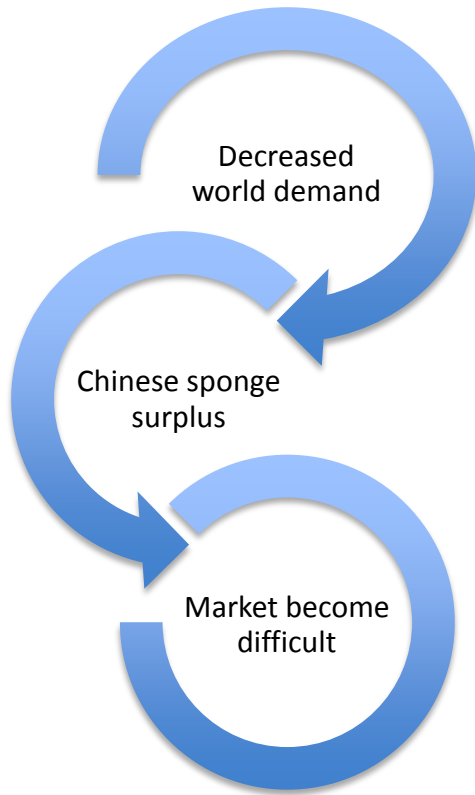 Decreased
world demand
Chinese sponge
surplus
Market become
difficult